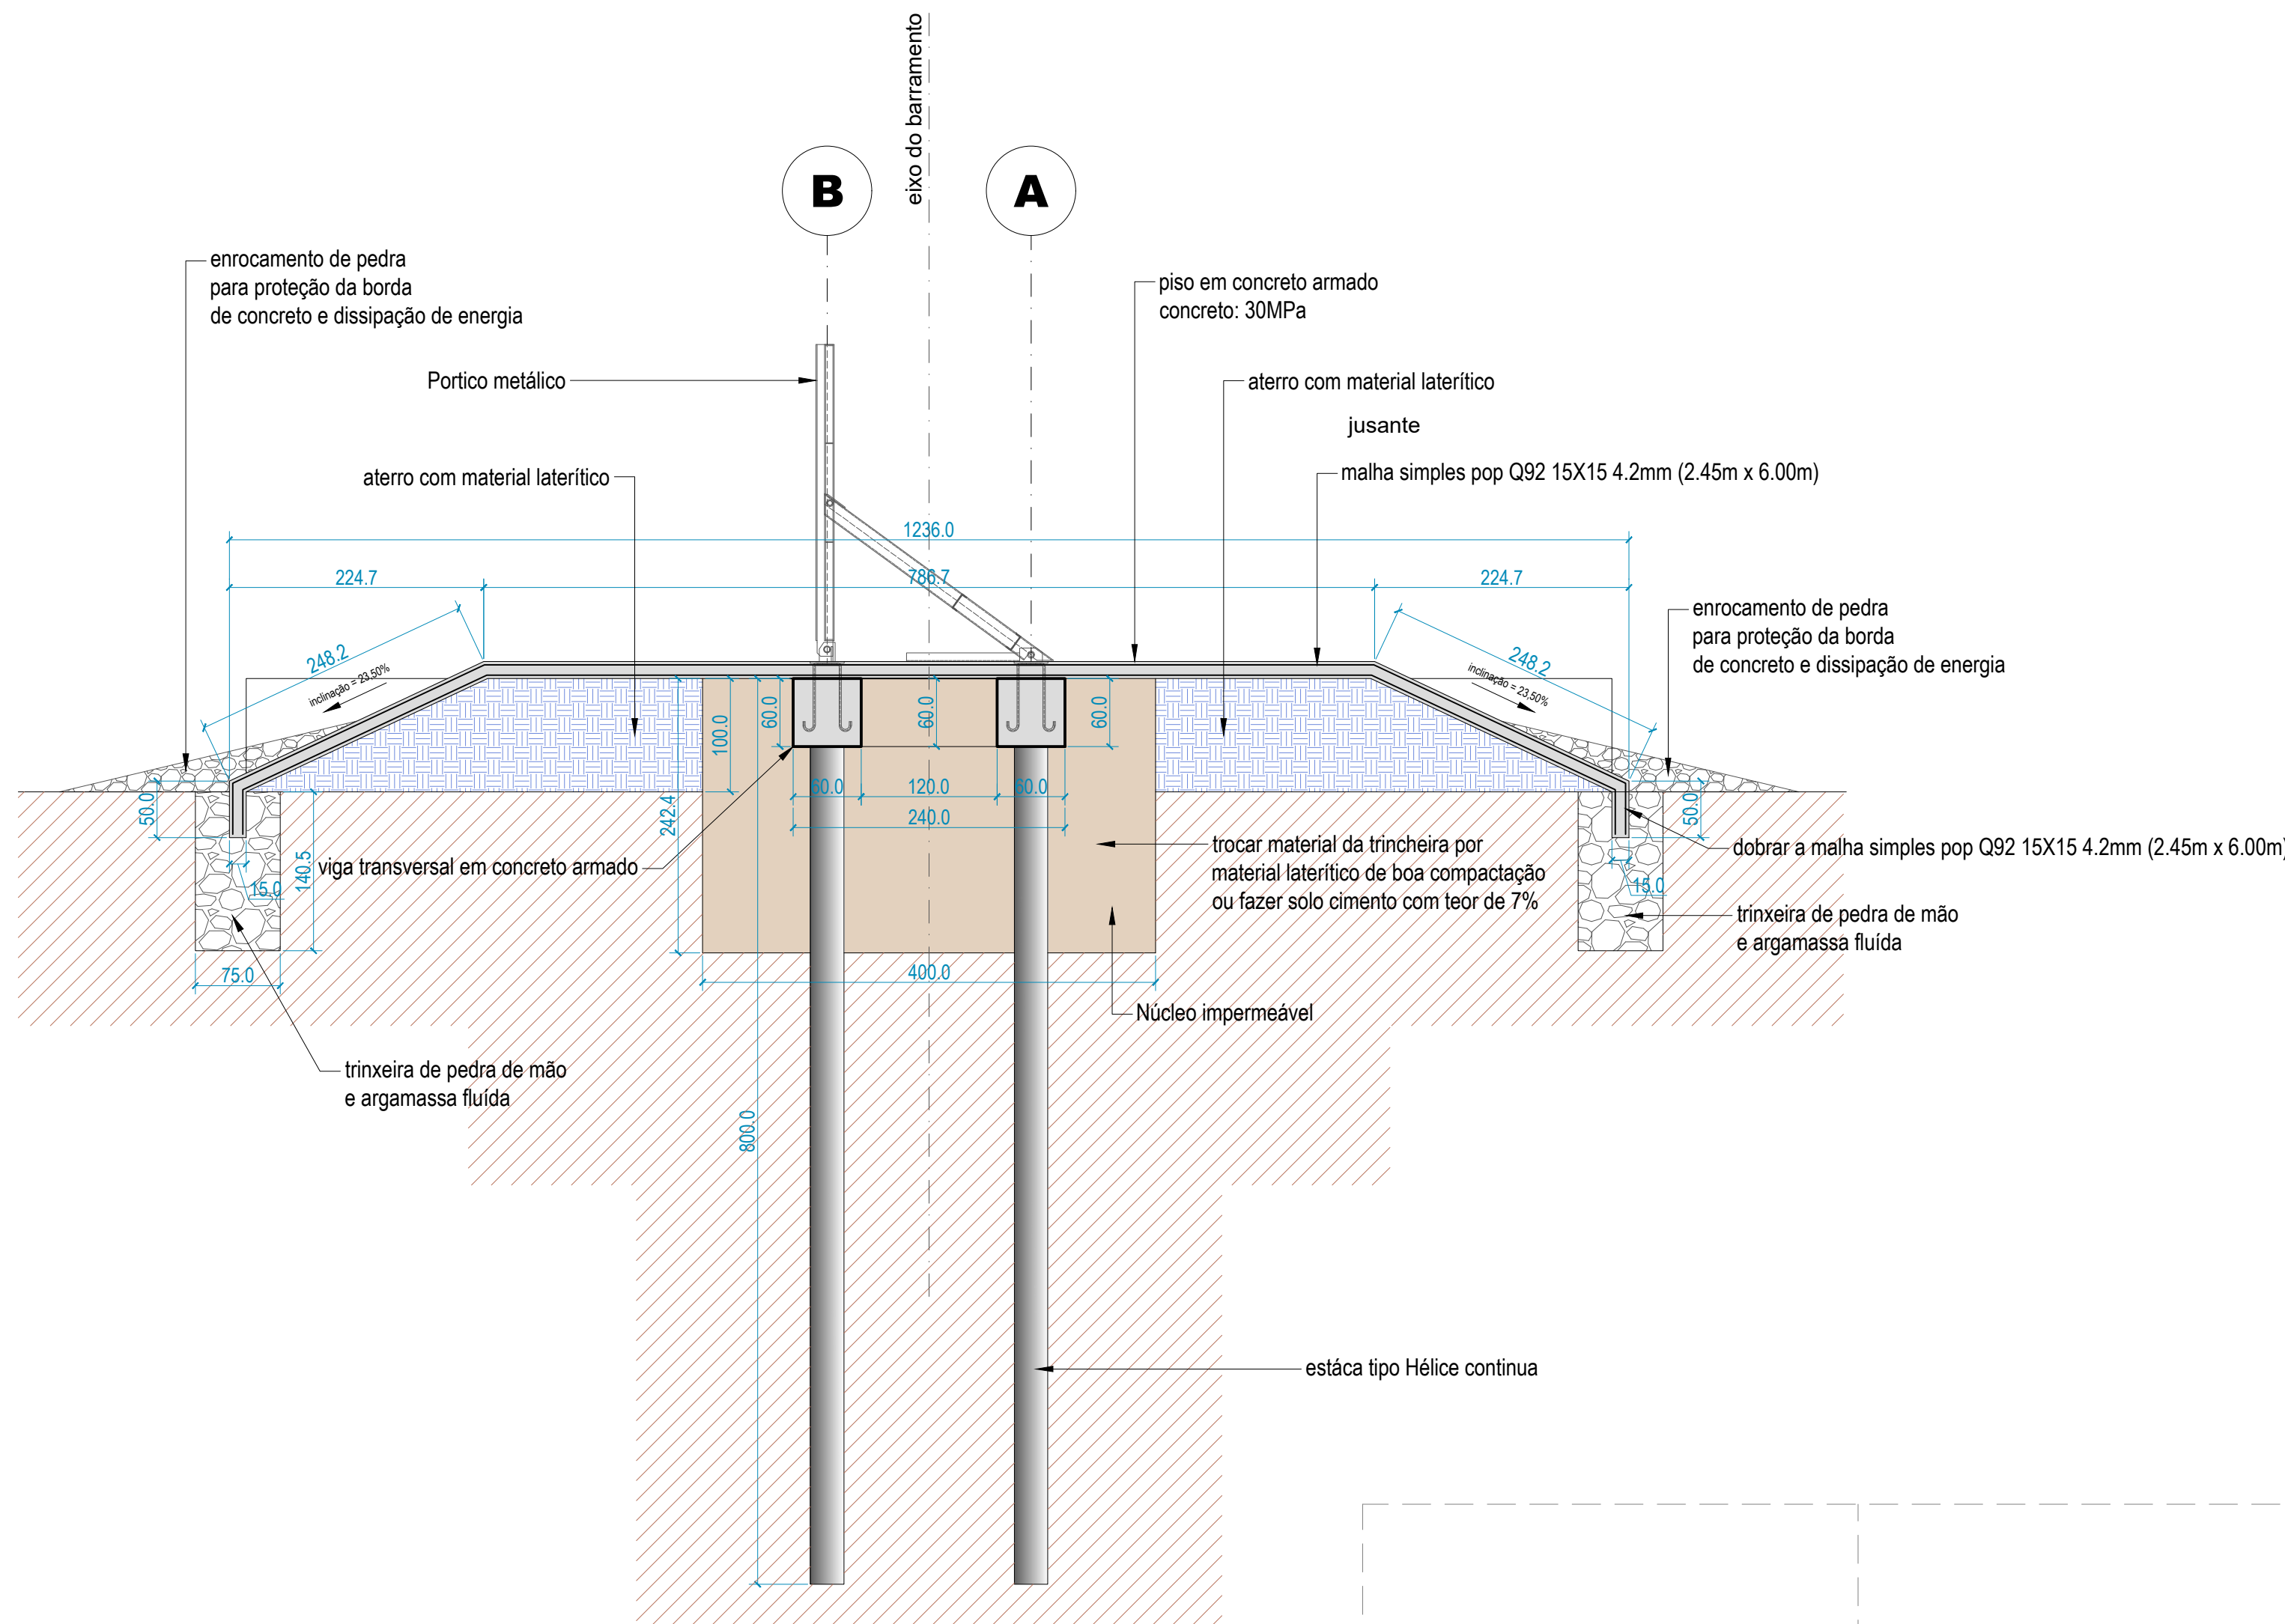 eixo do barramento
B
A
enrocamento de pedra
para proteção da borda
de concreto e dissipação de energia
piso em concreto armado
concreto: 30MPa
Portico metálico
aterro com material laterítico
jusante
aterro com material laterítico
malha simples pop Q92 15X15 4.2mm (2.45m x 6.00m)
1236.0
224.7
786.7
224.7
enrocamento de pedra
para proteção da borda
de concreto e dissipação de energia
248.2
inclinação = 23,50%
248.2
inclinação = 23,50%
100.0
60.0
60.0
60.0
50.0
242.4
60.0
120.0
60.0
240.0
50.0
140.5
viga transversal em concreto armado
trocar material da trincheira por
material laterítico de boa compactação
ou fazer solo cimento com teor de 7%
dobrar a malha simples pop Q92 15X15 4.2mm (2.45m x 6.00m)
15.0
15.0
trinxeira de pedra de mão
e argamassa fluída
75.0
400.0
Núcleo impermeável
trinxeira de pedra de mão
e argamassa fluída
800.0
estáca tipo Hélice continua